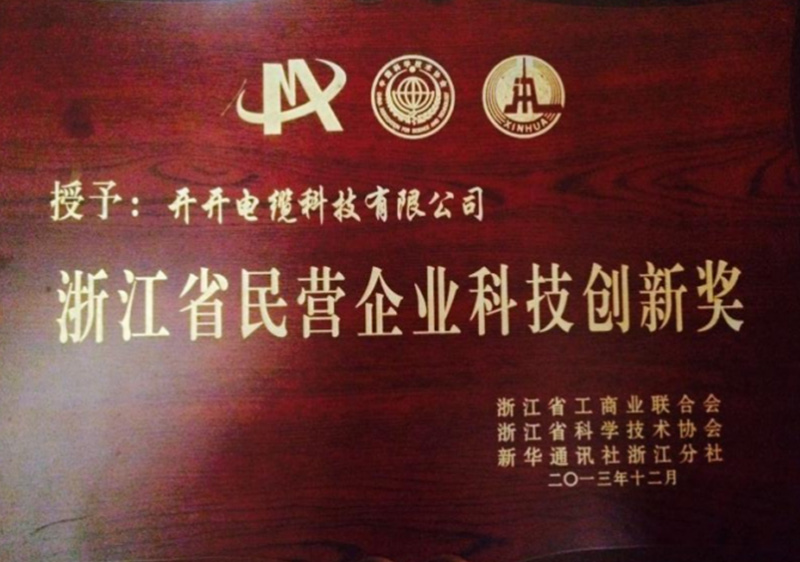 XINHUA
授予：开开电缆科技有限公司
浙江省民营企业科技创新奖
浙江省工商业联合会
浙江省科学技术协会
新华通讯社浙江分社
二〇一三年十二月